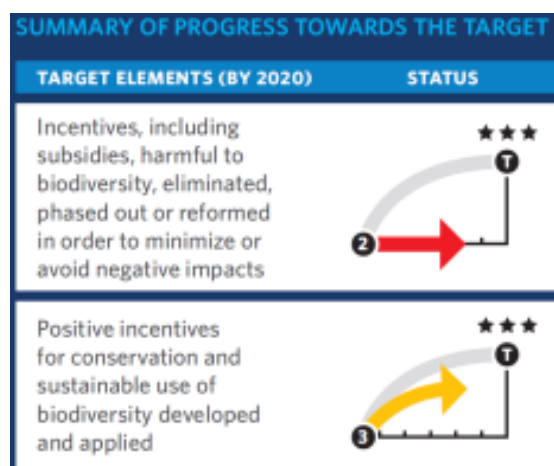 SUMMARY OF PROGRESS TOWARDS THE TARGET
TARGET ELEMENTS (BY 2020) STATUS
Incentives, including
subsidies, harmful to
biodiversity, eliminated,
phased out or reformed
in order to minimize or
avoid negative impacts
★★★
T
2
Positive incentives
for conservation and
sustainable use of
biodiversity developed
and applied
★★★
T
3